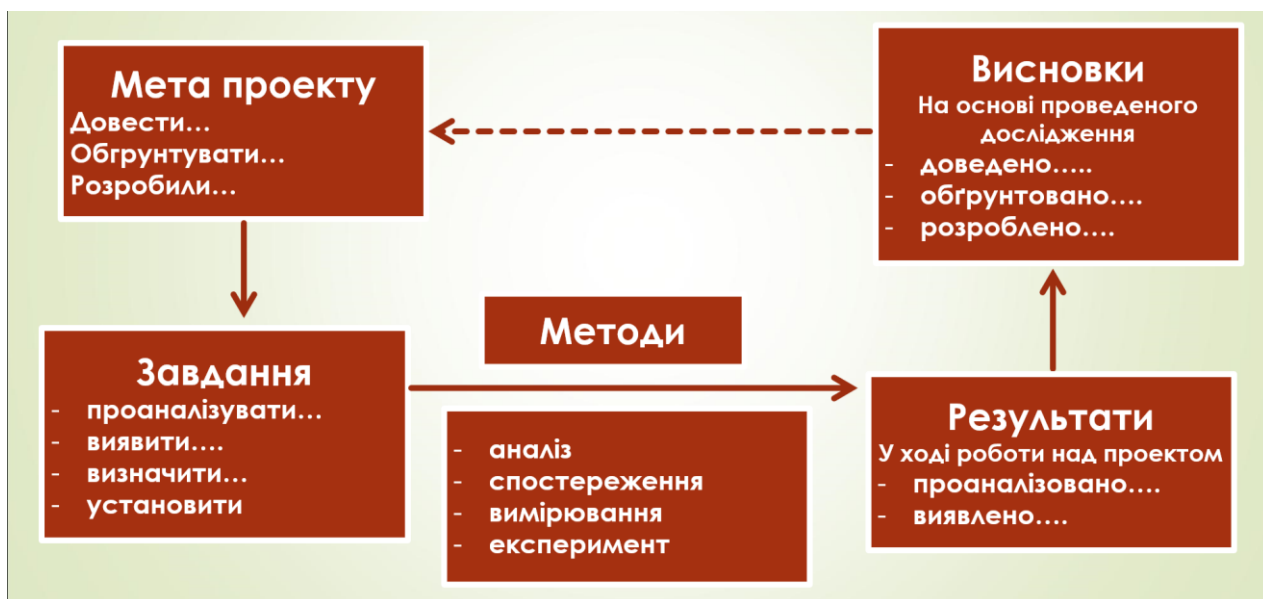 Мета проекту
Довести…
Обгрунтувати…
Розробили…
Завдання
- проаналізувати…
- виявити….
- визначити…
- установити
Методи
- аналіз
- спостереження
- вимірювання
- експеримент
Результати
У ході роботи над проектом
- проаналізовано….
- виявлено….
Висновки
На основі проведеного
дослідження
- доведено…..
- обґрунтовано….
- розроблено….